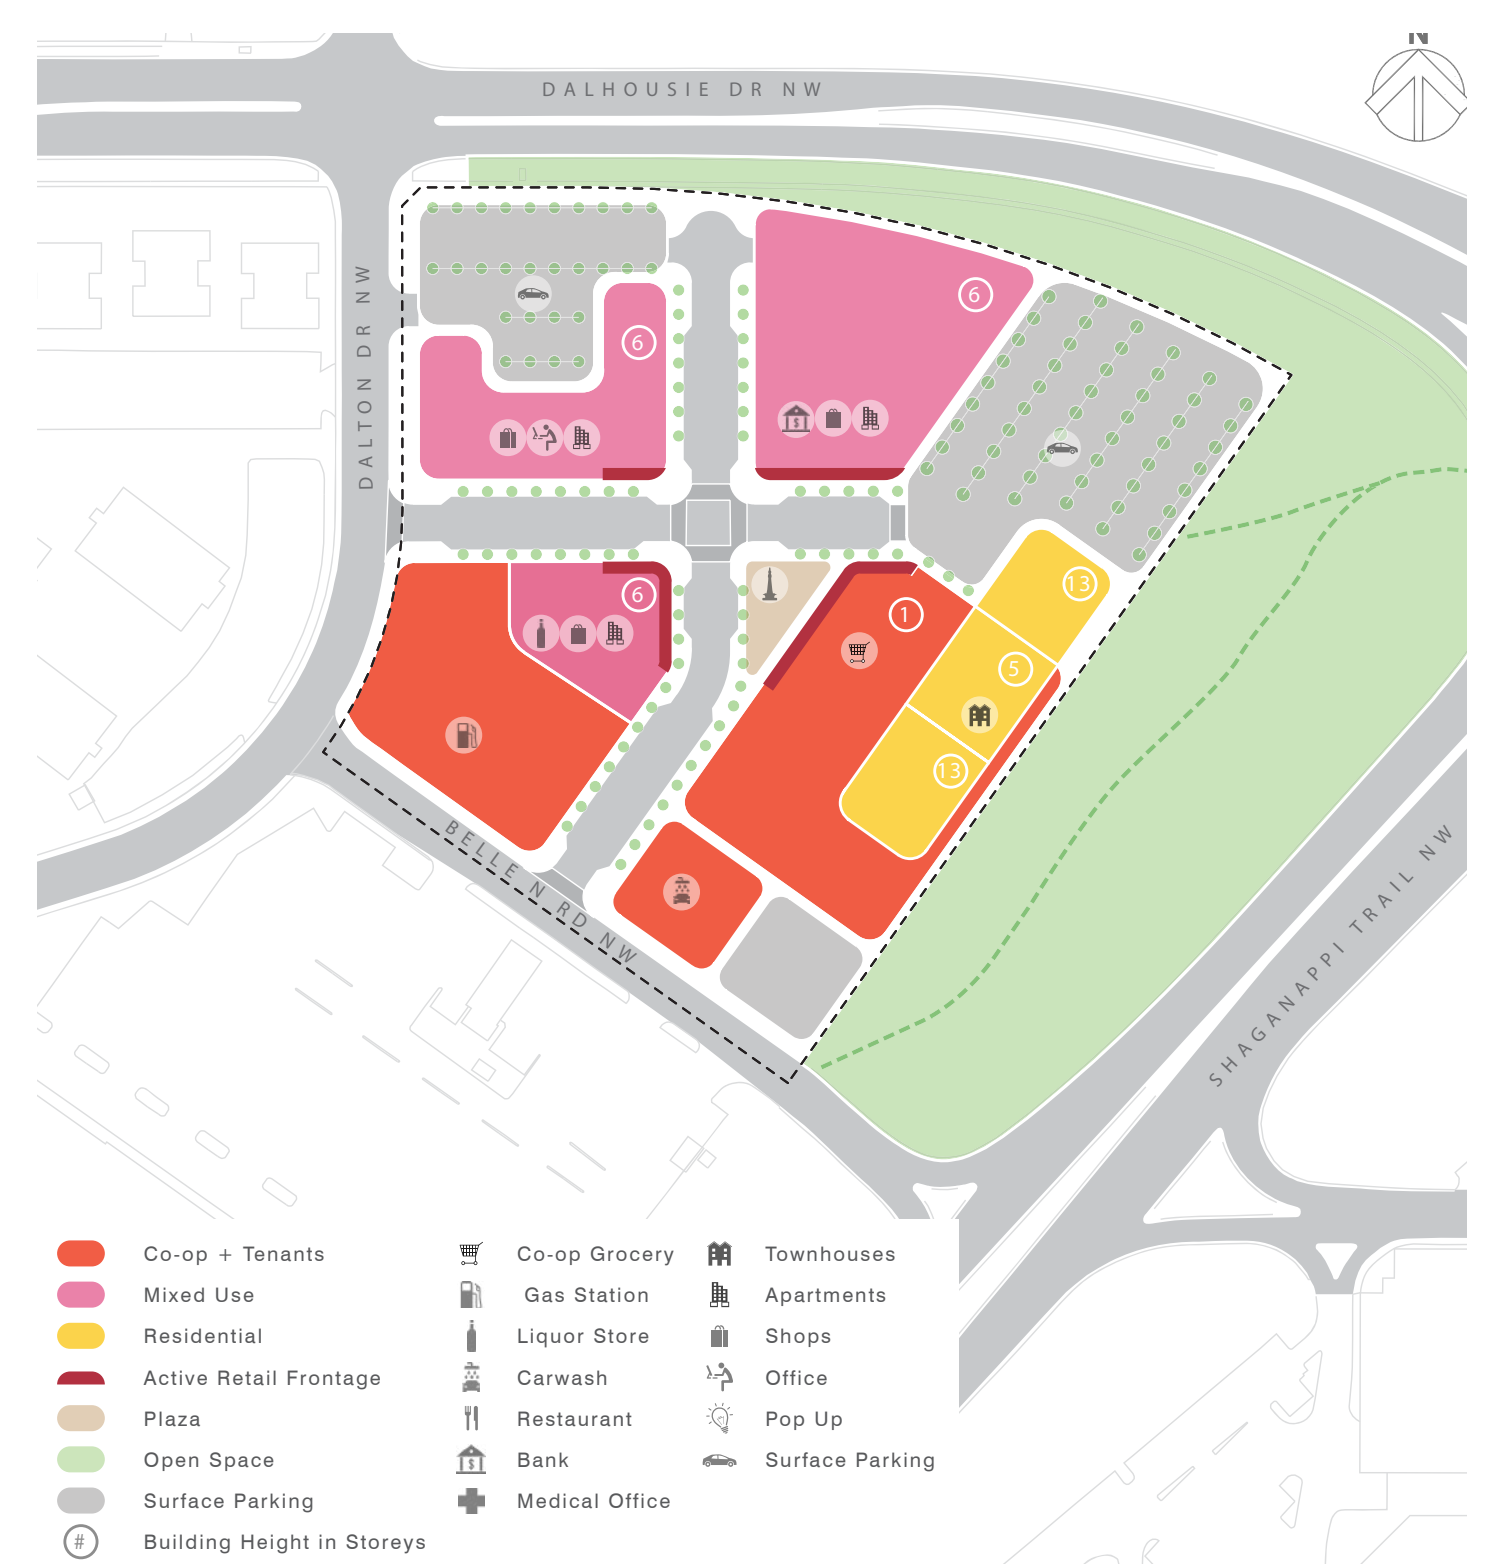 N
DALHOUSIE DR NW
DALTON DR NW
6
6
6
1
13
5
13
BELLE N RD NW
SHAGANAPPI TRAIL NW
Co-op + Tenants
Mixed Use
Residential
Active Retail Frontage
Plaza
Open Space
Surface Parking
# Building Height in Storeys
Co-op Grocery
Gas Station
Liquor Store
Carwash
Restaurant
Bank
Medical Office
Townhouses
Apartments
Shops
Office
Pop Up
Surface Parking